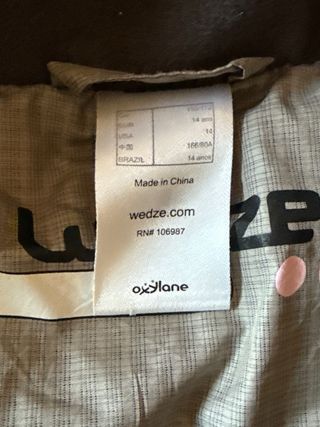 14 ans
USA 14
中国 166/80A
BRAZIL 14 anos
Made in China
wedze.com
RN# 106987
oxylane